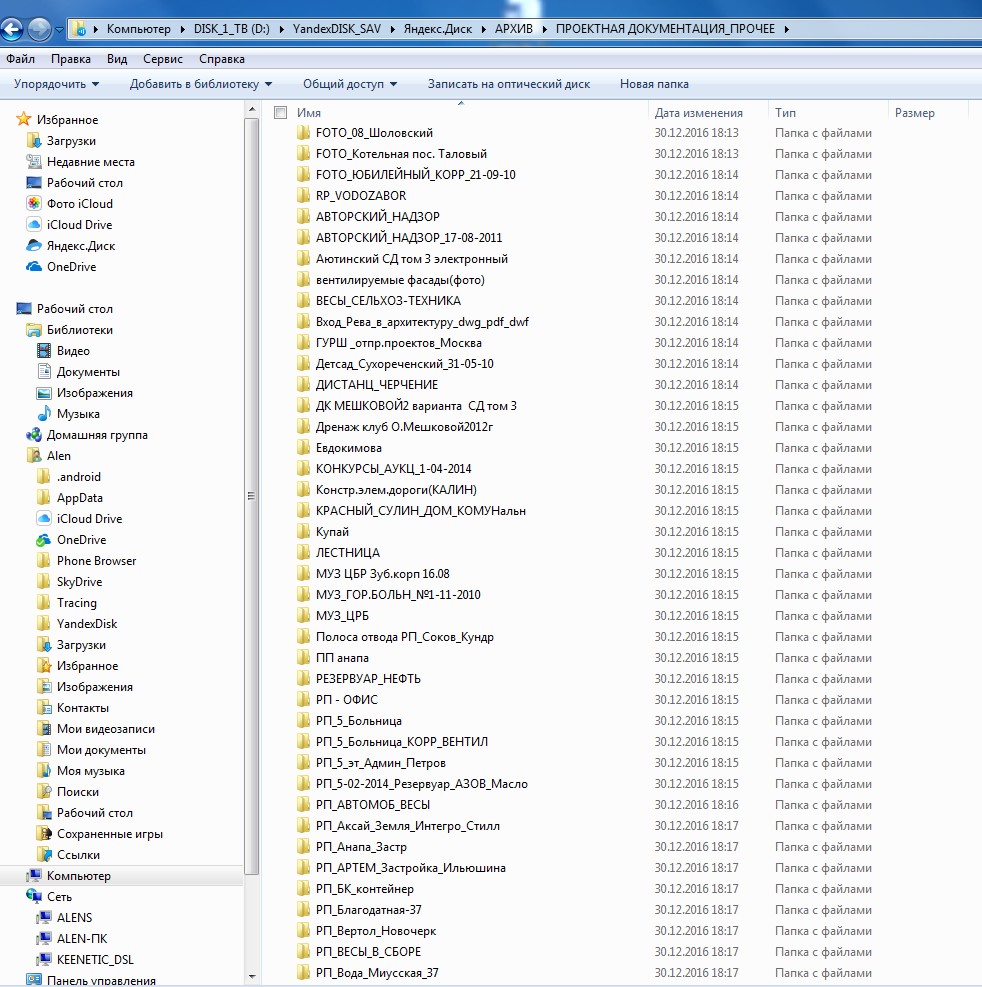 Компьютер ▸ DISK_1_TB (D:) ▸ YandexDISK_SAV ▸ Яндекс.Диск ▸ АРХИВ ▸ ПРОЕКТНАЯ ДОКУМЕНТАЦИЯ_ПРОЧЕЕ ▸
Файл Правка Вид Сервис Справка
Упорядочить Добавить в библиотеку Общий доступ Записать на оптический диск Новая папка
Избранное
Загрузки
Недавние места
Рабочий стол
Фото iCloud
iCloud Drive
Яндекс.Диск
OneDrive
Рабочий стол
Библиотеки
Видео
Документы
Изображения
Музыка
Домашняя группа
Alen
.android
AppData
iCloud Drive
OneDrive
Phone Browser
SkyDrive
Tracing
YandexDisk
Загрузки
Избранное
Изображения
Контакты
Мои видеозаписи
Мои документы
Моя музыка
Поиски
Рабочий стол
Сохраненные игры
Ссылки
Компьютер
Сеть
ALENS
ALEN-ПК
KEENETIC_DSL
Панель управления
Имя Дата изменения Тип Размер
FOTO_08_Шоловский 30.12.2016 18:13 Папка с файлами
FOTO_Котельная пос. Таловый 30.12.2016 18:13 Папка с файлами
FOTO_ЮБИЛЕЙНЫЙ_КОРР_21-09-10 30.12.2016 18:14 Папка с файлами
RP_VODOZABOR 30.12.2016 18:14 Папка с файлами
АВТОРСКИЙ_НАДЗОР 30.12.2016 18:14 Папка с файлами
АВТОРСКИЙ_НАДЗОР_17-08-2011 30.12.2016 18:14 Папка с файлами
Аютинский СД том 3 электронный 30.12.2016 18:14 Папка с файлами
вентилируемые фасады(фото) 30.12.2016 18:14 Папка с файлами
ВЕСЫ_СЕЛЬХОЗ-ТЕХНИКА 30.12.2016 18:14 Папка с файлами
Вход_Рева_в_архитектуру_dwg_pdf_dwf 30.12.2016 18:14 Папка с файлами
ГУРШ _отпр.проектов_Москва 30.12.2016 18:14 Папка с файлами
Детсад_Сухореченский_31-05-10 30.12.2016 18:14 Папка с файлами
ДИСТАНЦ_ЧЕРЧЕНИЕ 30.12.2016 18:14 Папка с файлами
ДК МЕШКОВОЙ2 варианта  СД том 3 30.12.2016 18:15 Папка с файлами
Дренаж клуб О.Мешковой2012г 30.12.2016 18:15 Папка с файлами
Евдокимова 30.12.2016 18:15 Папка с файлами
КОНКУРСЫ_АУКЦ_1-04-2014 30.12.2016 18:15 Папка с файлами
Констр.элем.дороги(КАЛИН) 30.12.2016 18:15 Папка с файлами
КРАСНЫЙ_СУЛИН_ДОМ_КОМУНальн 30.12.2016 18:15 Папка с файлами
Купай 30.12.2016 18:15 Папка с файлами
ЛЕСТНИЦА 30.12.2016 18:15 Папка с файлами
МУЗ ЦБР Зуб.корп 16.08 30.12.2016 18:15 Папка с файлами
МУЗ_ГОР.БОЛЬН_№1-11-2010 30.12.2016 18:15 Папка с файлами
МУЗ_ЦРБ 30.12.2016 18:15 Папка с файлами
Полоса отвода РП_Соков_Кундр 30.12.2016 18:15 Папка с файлами
ПП анапа 30.12.2016 18:15 Папка с файлами
РЕЗЕРВУАР_НЕФТЬ 30.12.2016 18:15 Папка с файлами
РП - ОФИС 30.12.2016 18:15 Папка с файлами
РП_5_Больница 30.12.2016 18:15 Папка с файлами
РП_5_Больница_КОРР_ВЕНТИЛ 30.12.2016 18:15 Папка с файлами
РП_5_эт_Админ_Петров 30.12.2016 18:15 Папка с файлами
РП_5-02-2014_Резервуар_АЗОВ_Масло 30.12.2016 18:15 Папка с файлами
РП_АВТОМОБ_ВЕСЫ 30.12.2016 18:16 Папка с файлами
РП_Аксай_Земля_Интегро_Стилл 30.12.2016 18:17 Папка с файлами
РП_Анапа_Застр 30.12.2016 18:17 Папка с файлами
РП_АРТЕМ_Застройка_Ильюшина 30.12.2016 18:17 Папка с файлами
РП_БК_контейнер 30.12.2016 18:17 Папка с файлами
РП_Благодатная-37 30.12.2016 18:17 Папка с файлами
РП_Вертол_Новочерк 30.12.2016 18:17 Папка с файлами
РП_ВЕСЫ_В_СБОРЕ 30.12.2016 18:17 Папка с файлами
РП_Вода_Миусская_37 30.12.2016 18:17 Папка с файлами